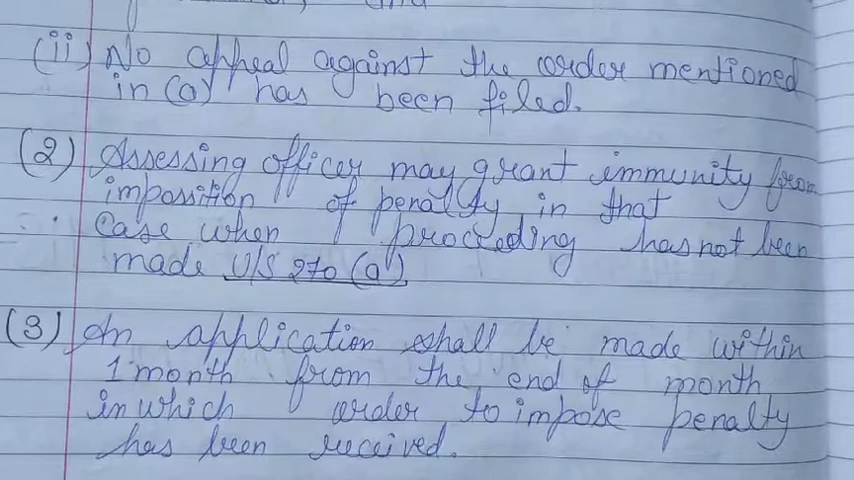 (ii) No appeal against the order mentioned
in (a) has been filed.
(2) Assessing officer may grant immunity from
impossition of penalty in that
case when proceeding has not been
made U/S 270 (a)
(3) An application shall be made within
1 month from the end of month
in which order to impose penalty
has been received.